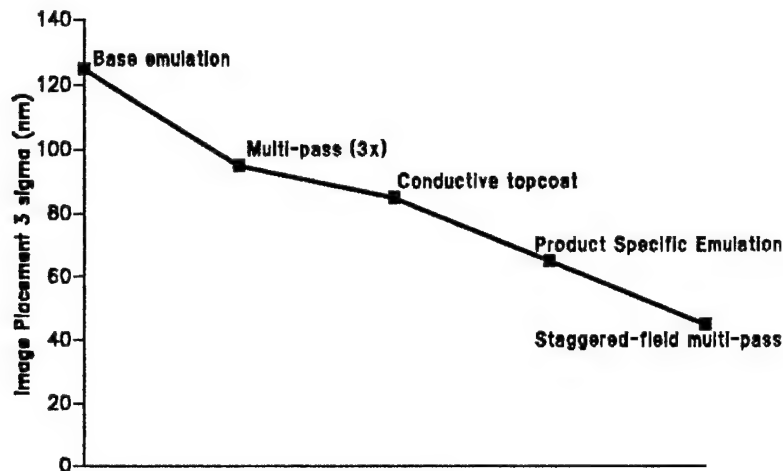 140
Base emulation
120
Multi-pass (3x)
100
Conductive topcoat
80
Product Specific Emulation
60
40
Staggered-field multi-pass
20
0
Image Placement 3 sigma (nm)